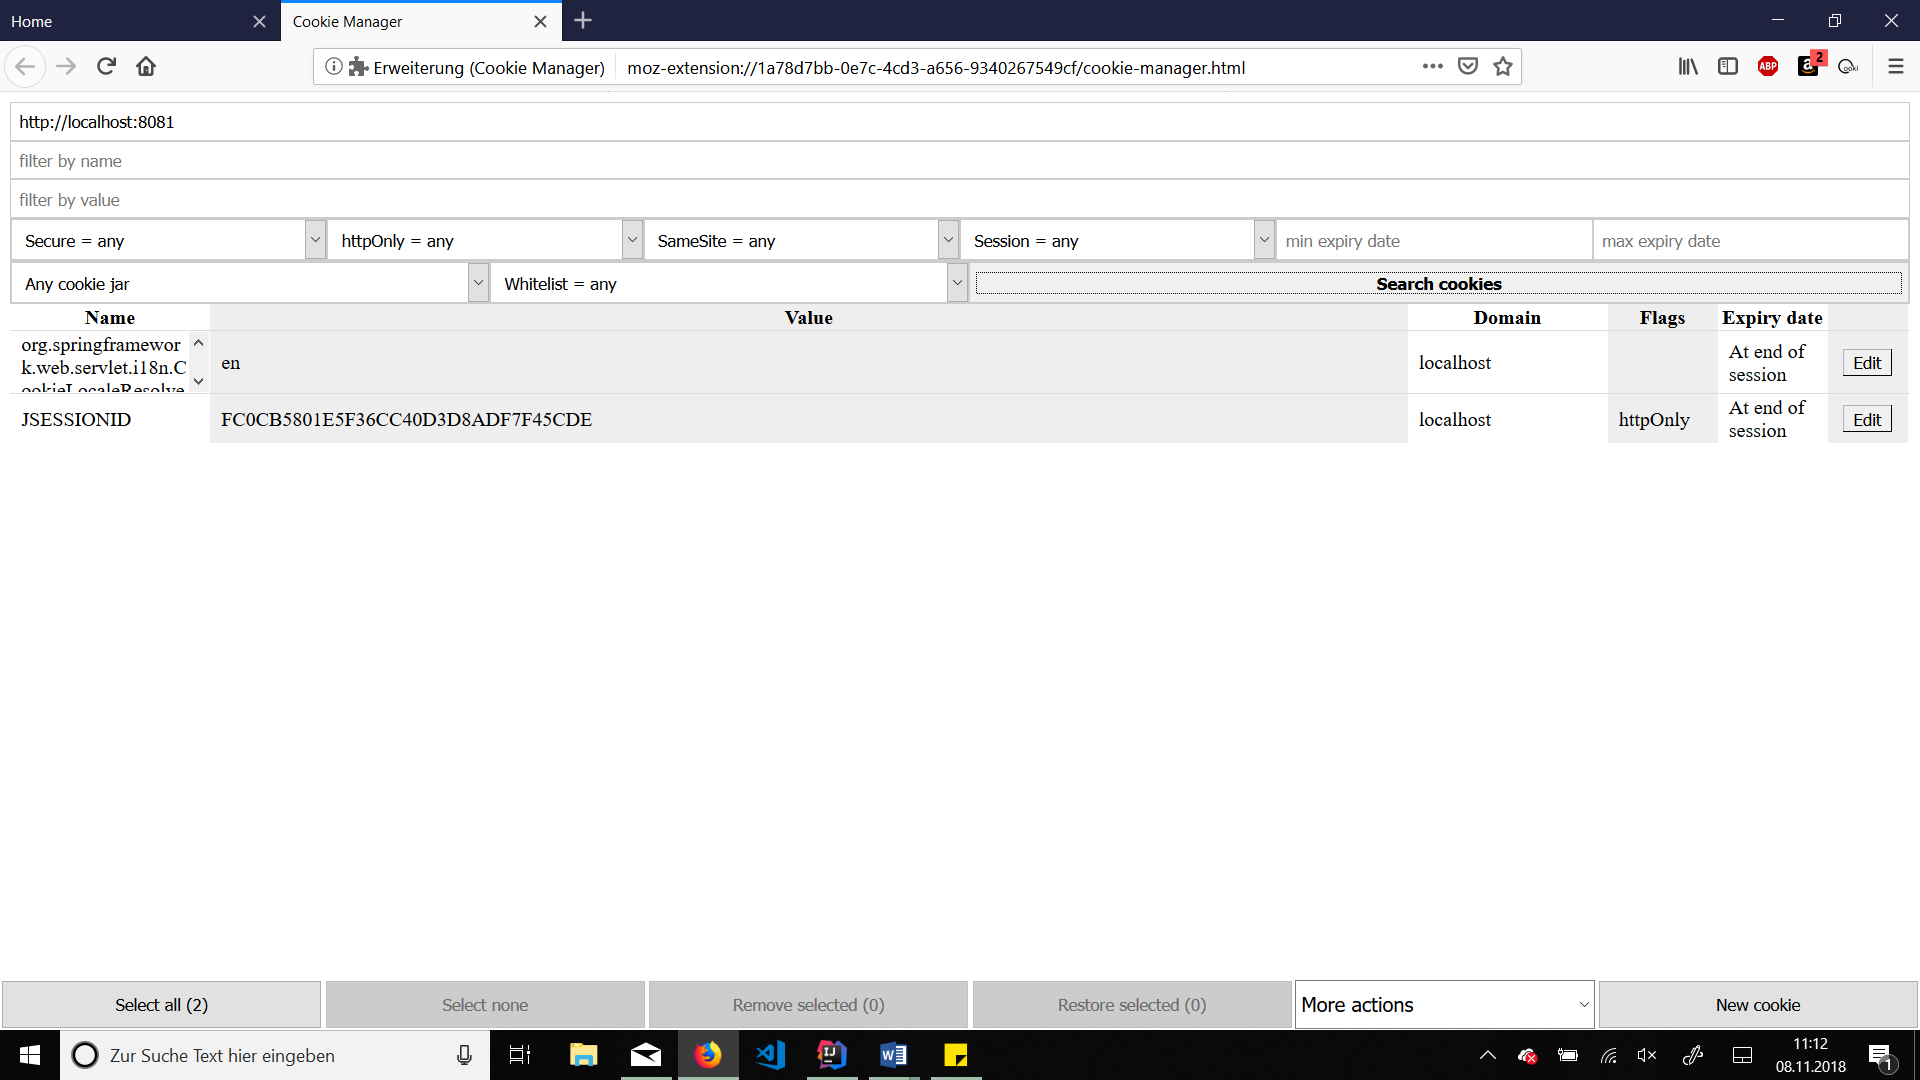 Home
Cookie Manager
Erweiterung (Cookie Manager)
moz-extension://1a78d7bb-0e7c-4cd3-a656-9340267549cf/cookie-manager.html
ABP
a
2
http://localhost:8081
filter by name
filter by value
Secure = any
httpOnly = any
SameSite = any
Session = any
min expiry date
max expiry date
Any cookie jar
Whitelist = any
Search cookies
Name
Value
Domain
Flags
Expiry date
org.springframewor
k.web.servlet.i18n.C
ookieLocaleResolve
en
localhost
At end of
session
Edit
JSESSIONID
FC0CB5801E5F36CC40D3D8ADF7F45CDE
localhost
httpOnly
At end of
session
Edit
Select all (2)
Select none
Remove selected (0)
Restore selected (0)
More actions
New cookie
Zur Suche Text hier eingeben
IJ
W
11:12
08.11.2018
1